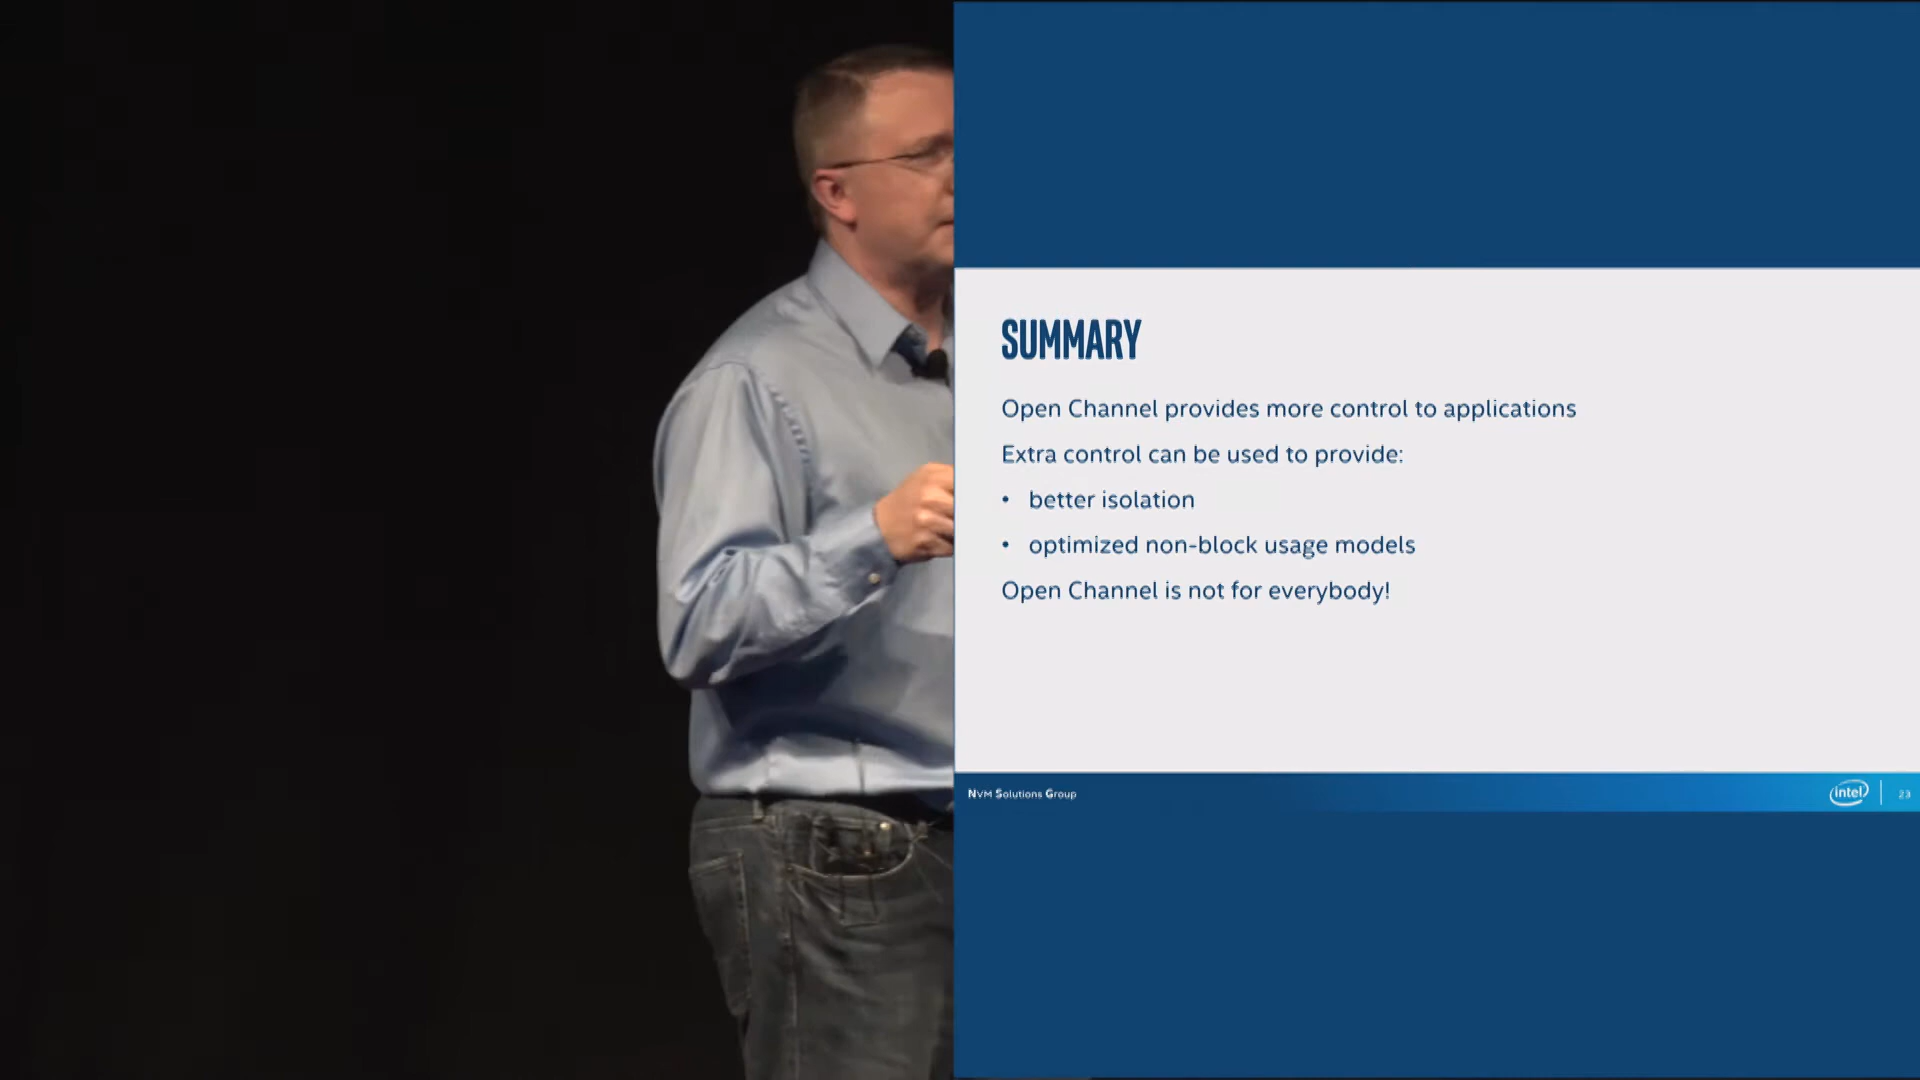 SUMMARY
Open Channel provides more control to applications
Extra control can be used to provide:
• better isolation
• optimized non-block usage models
Open Channel is not for everybody!
NVM Solutions Group
intel
23